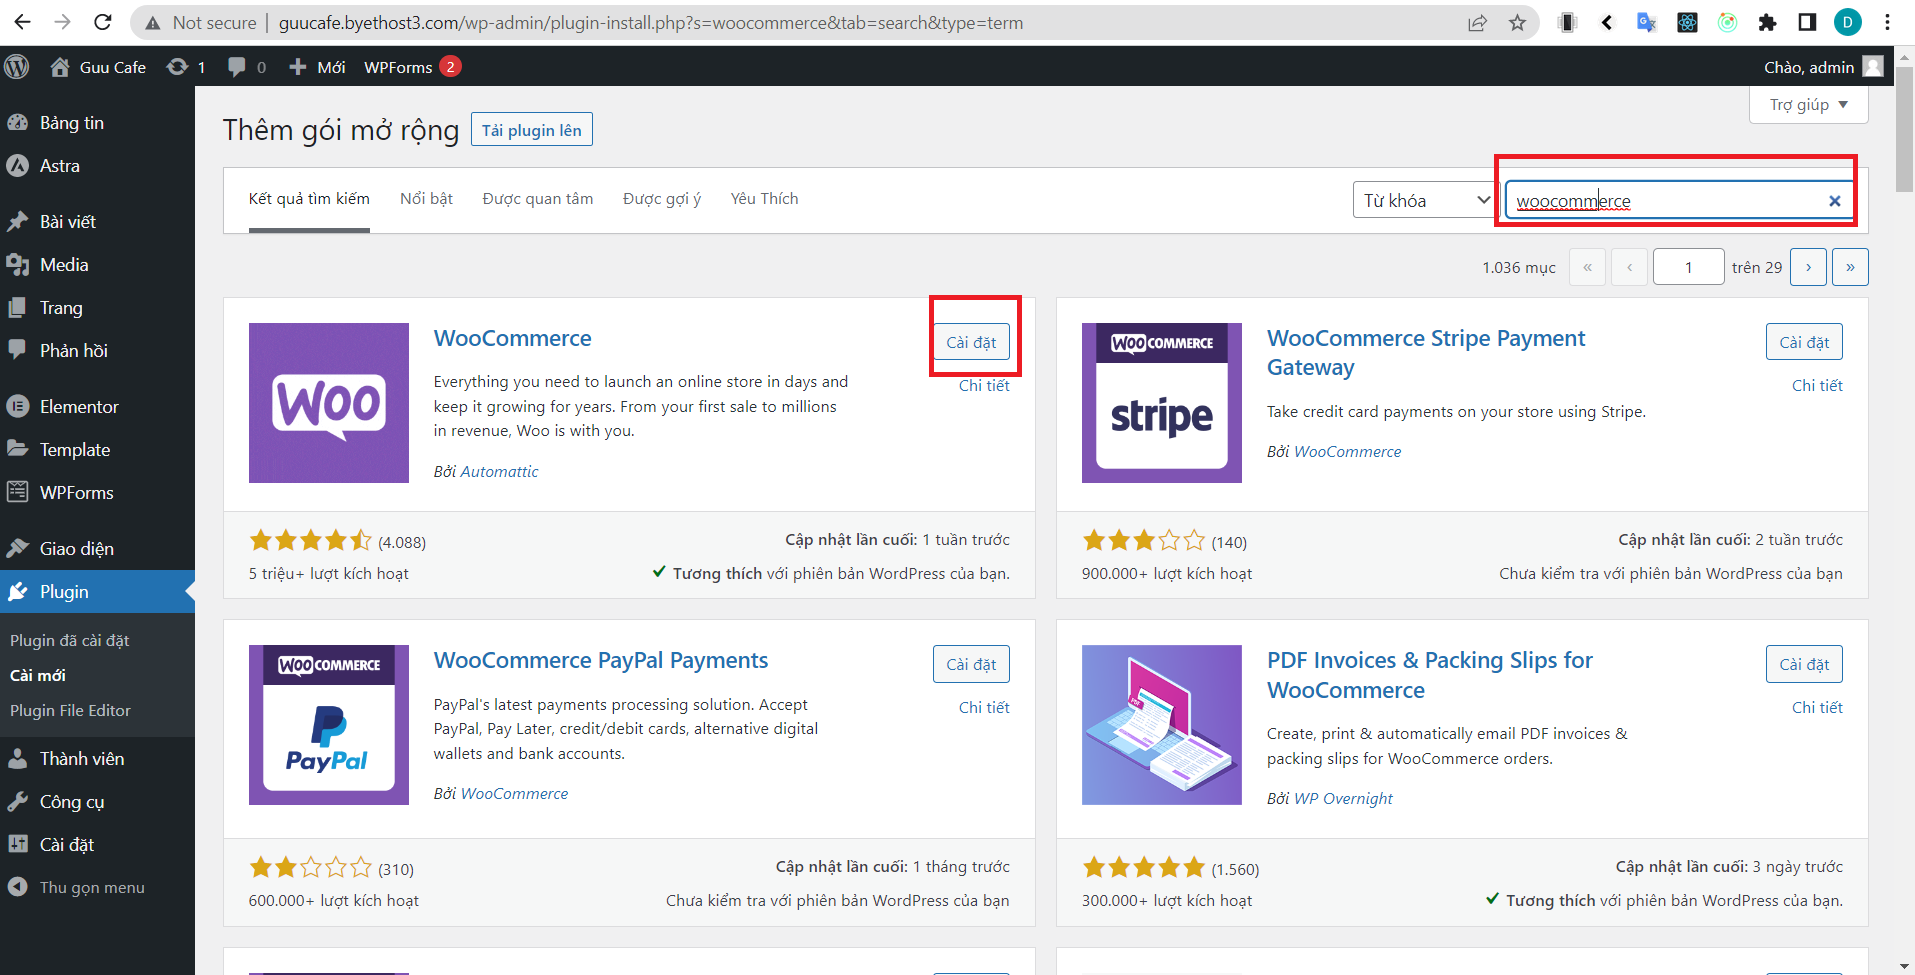 Not secure | guucafe.byethost3.com/wp-admin/plugin-install.php?s=woocommerce&tab=search&type=term
D
Guu Cafe 1 0 Mới WPForms 2
Chào, admin
Trợ giúp
Bảng tin
Astra
Bài viết
Media
Trang
Phản hồi
Elementor
Template
WPForms
Giao diện
Plugin
Plugin đã cài đặt
Cài mới
Plugin File Editor
Thành viên
Công cụ
Cài đặt
Thu gọn menu
Thêm gói mở rộng
Tải plugin lên
Kết quả tìm kiếm Nổi bật Được quan tâm Được gợi ý Yêu Thích
Từ khóa
woocommerce
1.036 mục « ‹ 1 trên 29 › »
WOO
WooCommerce
Cài đặt
Chi tiết
Everything you need to launch an online store in days and
keep it growing for years. From your first sale to millions
in revenue, Woo is with you.
Bởi Automattic
(4.088)
Cập nhật lần cuối: 1 tuần trước
5 triệu+ lượt kích hoạt
Tương thích với phiên bản WordPress của bạn.
WOO COMMERCE
stripe
WooCommerce Stripe Payment
Gateway
Cài đặt
Chi tiết
Take credit card payments on your store using Stripe.
Bởi WooCommerce
(140)
Cập nhật lần cuối: 2 tuần trước
900.000+ lượt kích hoạt
Chưa kiểm tra với phiên bản WordPress của bạn
WOO COMMERCE
PayPal
WooCommerce PayPal Payments
Cài đặt
Chi tiết
PayPal's latest payments processing solution. Accept
PayPal, Pay Later, credit/debit cards, alternative digital
wallets and bank accounts.
Bởi WooCommerce
(310)
Cập nhật lần cuối: 1 tháng trước
600.000+ lượt kích hoạt
Chưa kiểm tra với phiên bản WordPress của bạn
PDF
PDF Invoices & Packing Slips for
WooCommerce
Cài đặt
Chi tiết
Create, print & automatically email PDF invoices &
packing slips for WooCommerce orders.
Bởi WP Overnight
(1.560)
Cập nhật lần cuối: 3 ngày trước
300.000+ lượt kích hoạt
Tương thích với phiên bản WordPress của bạn.